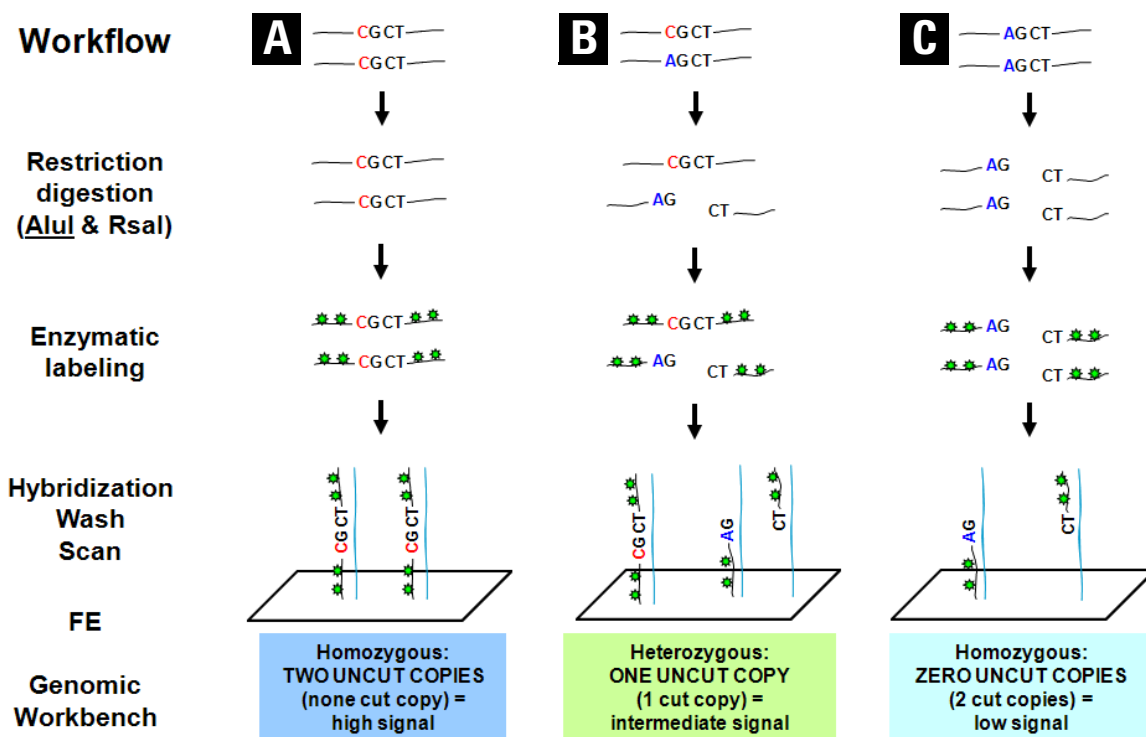 Workflow
A
B
C
CGCT
CGCT
CGCT
AGCT
AGCT
AGCT
Restriction
digestion
(AluI & RsaI)
CGCT
CGCT
CGCT
AG CT
AG CT
AG CT
Enzymatic
labeling
CGCT
CGCT
CGCT
AG CT
AG CT
AG CT
Hybridization
Wash
Scan
CGCT
CGCT
CGCT
AG
CT
AG
CT
FE
Genomic
Workbench
Homozygous:
TWO UNCUT COPIES
(none cut copy) =
high signal
Heterozygous:
ONE UNCUT COPY
(1 cut copy) =
intermediate signal
Homozygous:
ZERO UNCUT COPIES
(2 cut copies) =
low signal